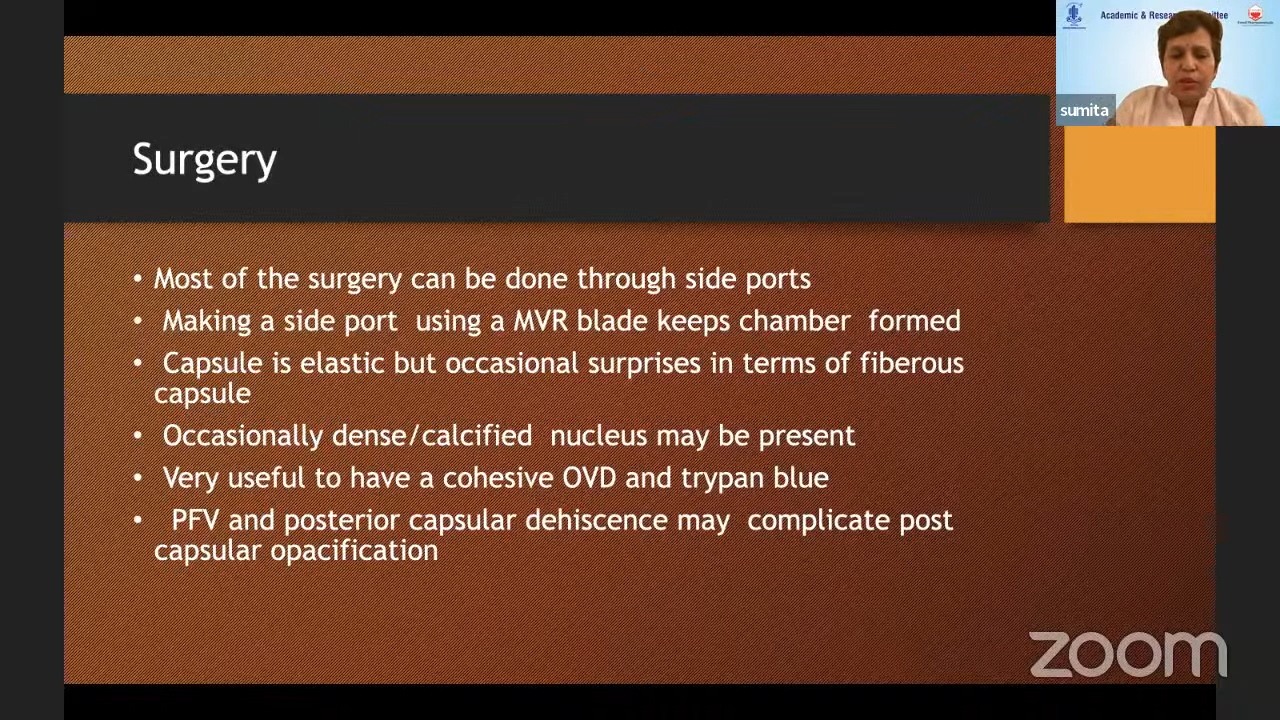 Academic & Resea
ittee
sumita
Surgery
• Most of the surgery can be done through side ports
• Making a side port using a MVR blade keeps chamber formed
• Capsule is elastic but occasional surprises in terms of fiberous
capsule
• Occasionally dense/calcified nucleus may be present
• Very useful to have a cohesive OVD and trypan blue
• PFV and posterior capsular dehiscence may complicate post
capsular opacification
zoom